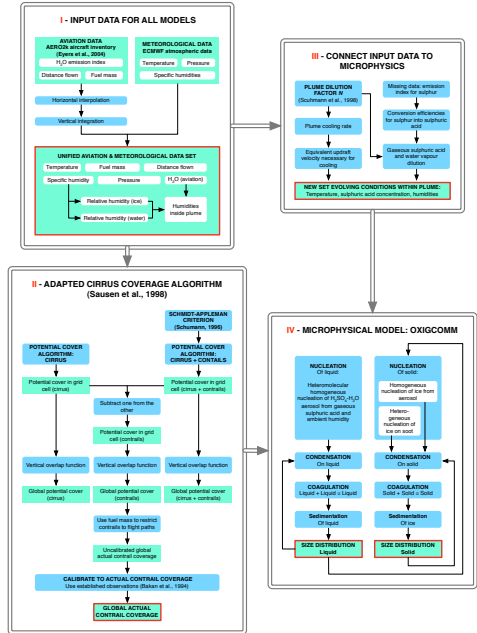 I - INPUT DATA FOR ALL MODELS
AVIATION DATA
AERO2k aircraft inventory
(Eyers et al., 2004)
H₂O emission index
Distance flown
Fuel mass
METEOROLOGICAL DATA
ECMWF atmospheric data
Temperature
Pressure
Specific humidities
Horizontal interpolation
Vertical integration
UNIFIED AVIATION & METEOROLOGICAL DATA SET
Temperature
Fuel mass
Distance flown
Specific humidity
Pressure
H₂O (aviation)
Relative humidity (ice)
Relative humidity (water)
Humidities
inside plume
III - CONNECT INPUT DATA TO
MICROPHYSICS
PLUME DILUTION
FACTOR N
(Scuhmann et al., 1998)
Plume cooling rate
Equivalent updraft
velocity necessary for
cooling
Missing data: emission
index for sulphur
Conversion efficiencies
for sulphur into sulphuric
acid
Gaseous sulphuric and
water vapour
dilution
NEW SET EVOLVING CONDITIONS WITHIN PLUME:
Temperature, sulphuric acid concentration, humidities
II - ADAPTED CIRRUS COVERAGE ALGORITHM
(Sausen et al., 1998)
SCHMIDT-APPLEMAN
CRITERION
(Schumann, 1996)
POTENTIAL COVER
ALGORITHM:
CIRRUS
POTENTIAL COVER
ALGORITHM:
CIRRUS + CONTAILS
Potential cover in grid
cell (cirrus)
Potential cover in grid
cell (cirrus + contrails)
Subtract one from the
other
Potential cover in grid
cell (contrails)
Vertical overlap function
Vertical overlap function
Vertical overlap function
Global potential cover
(cirrus)
Global potential cover
(contrails)
Global potential cover
(cirrus + contrails)
Use fuel mass to restrict
contrails to flight paths
Uncalibrated global
actual contrail coverage
CALIBRATE TO ACTUAL CONTRAIL COVERAGE
Use established observations (Bakan et al., 1994)
GLOBAL ACTUAL
CONTRAIL COVERAGE
IV - MICROPHYSICAL MODEL: OXIGCOMM
NUCLEATION
Of liquid:
Heteromolecular
homogeneous
nucleation of H₂SO₄-H₂O
aerosol from gaseous
sulphuric and
ambient humidity
NUCLEATION
Of solid:
Homogeneous
nucleation of ice from
aerosol
Hetero-
geneous
nucleation of
ice on soot
CONDENSATION
On liquid
CONDENSATION
On solid
COAGULATION
Liquid + Liquid = Liquid
COAGULATION
Solid + Solid = Solid
Sedimentation
Of liquid
Sedimentation
Of ice
SIZE DISTRIBUTION
Liquid
SIZE DISTRIBUTION
Solid